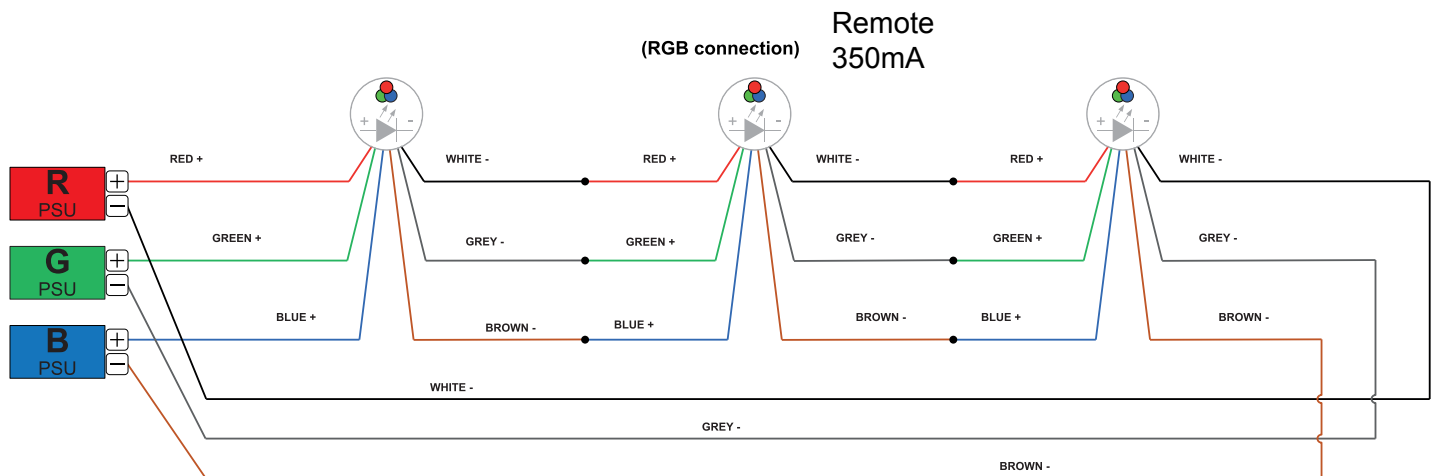 Remote
(RGB connection)
350mA
RED +
WHITE -
RED +
WHITE -
RED +
WHITE -
R
PSU
+
−
GREEN +
GREY -
GREEN +
GREY -
GREEN +
GREY -
G
PSU
+
−
BLUE +
BROWN -
BLUE +
BROWN -
BLUE +
BROWN -
B
PSU
+
−
WHITE -
GREY -
BROWN -